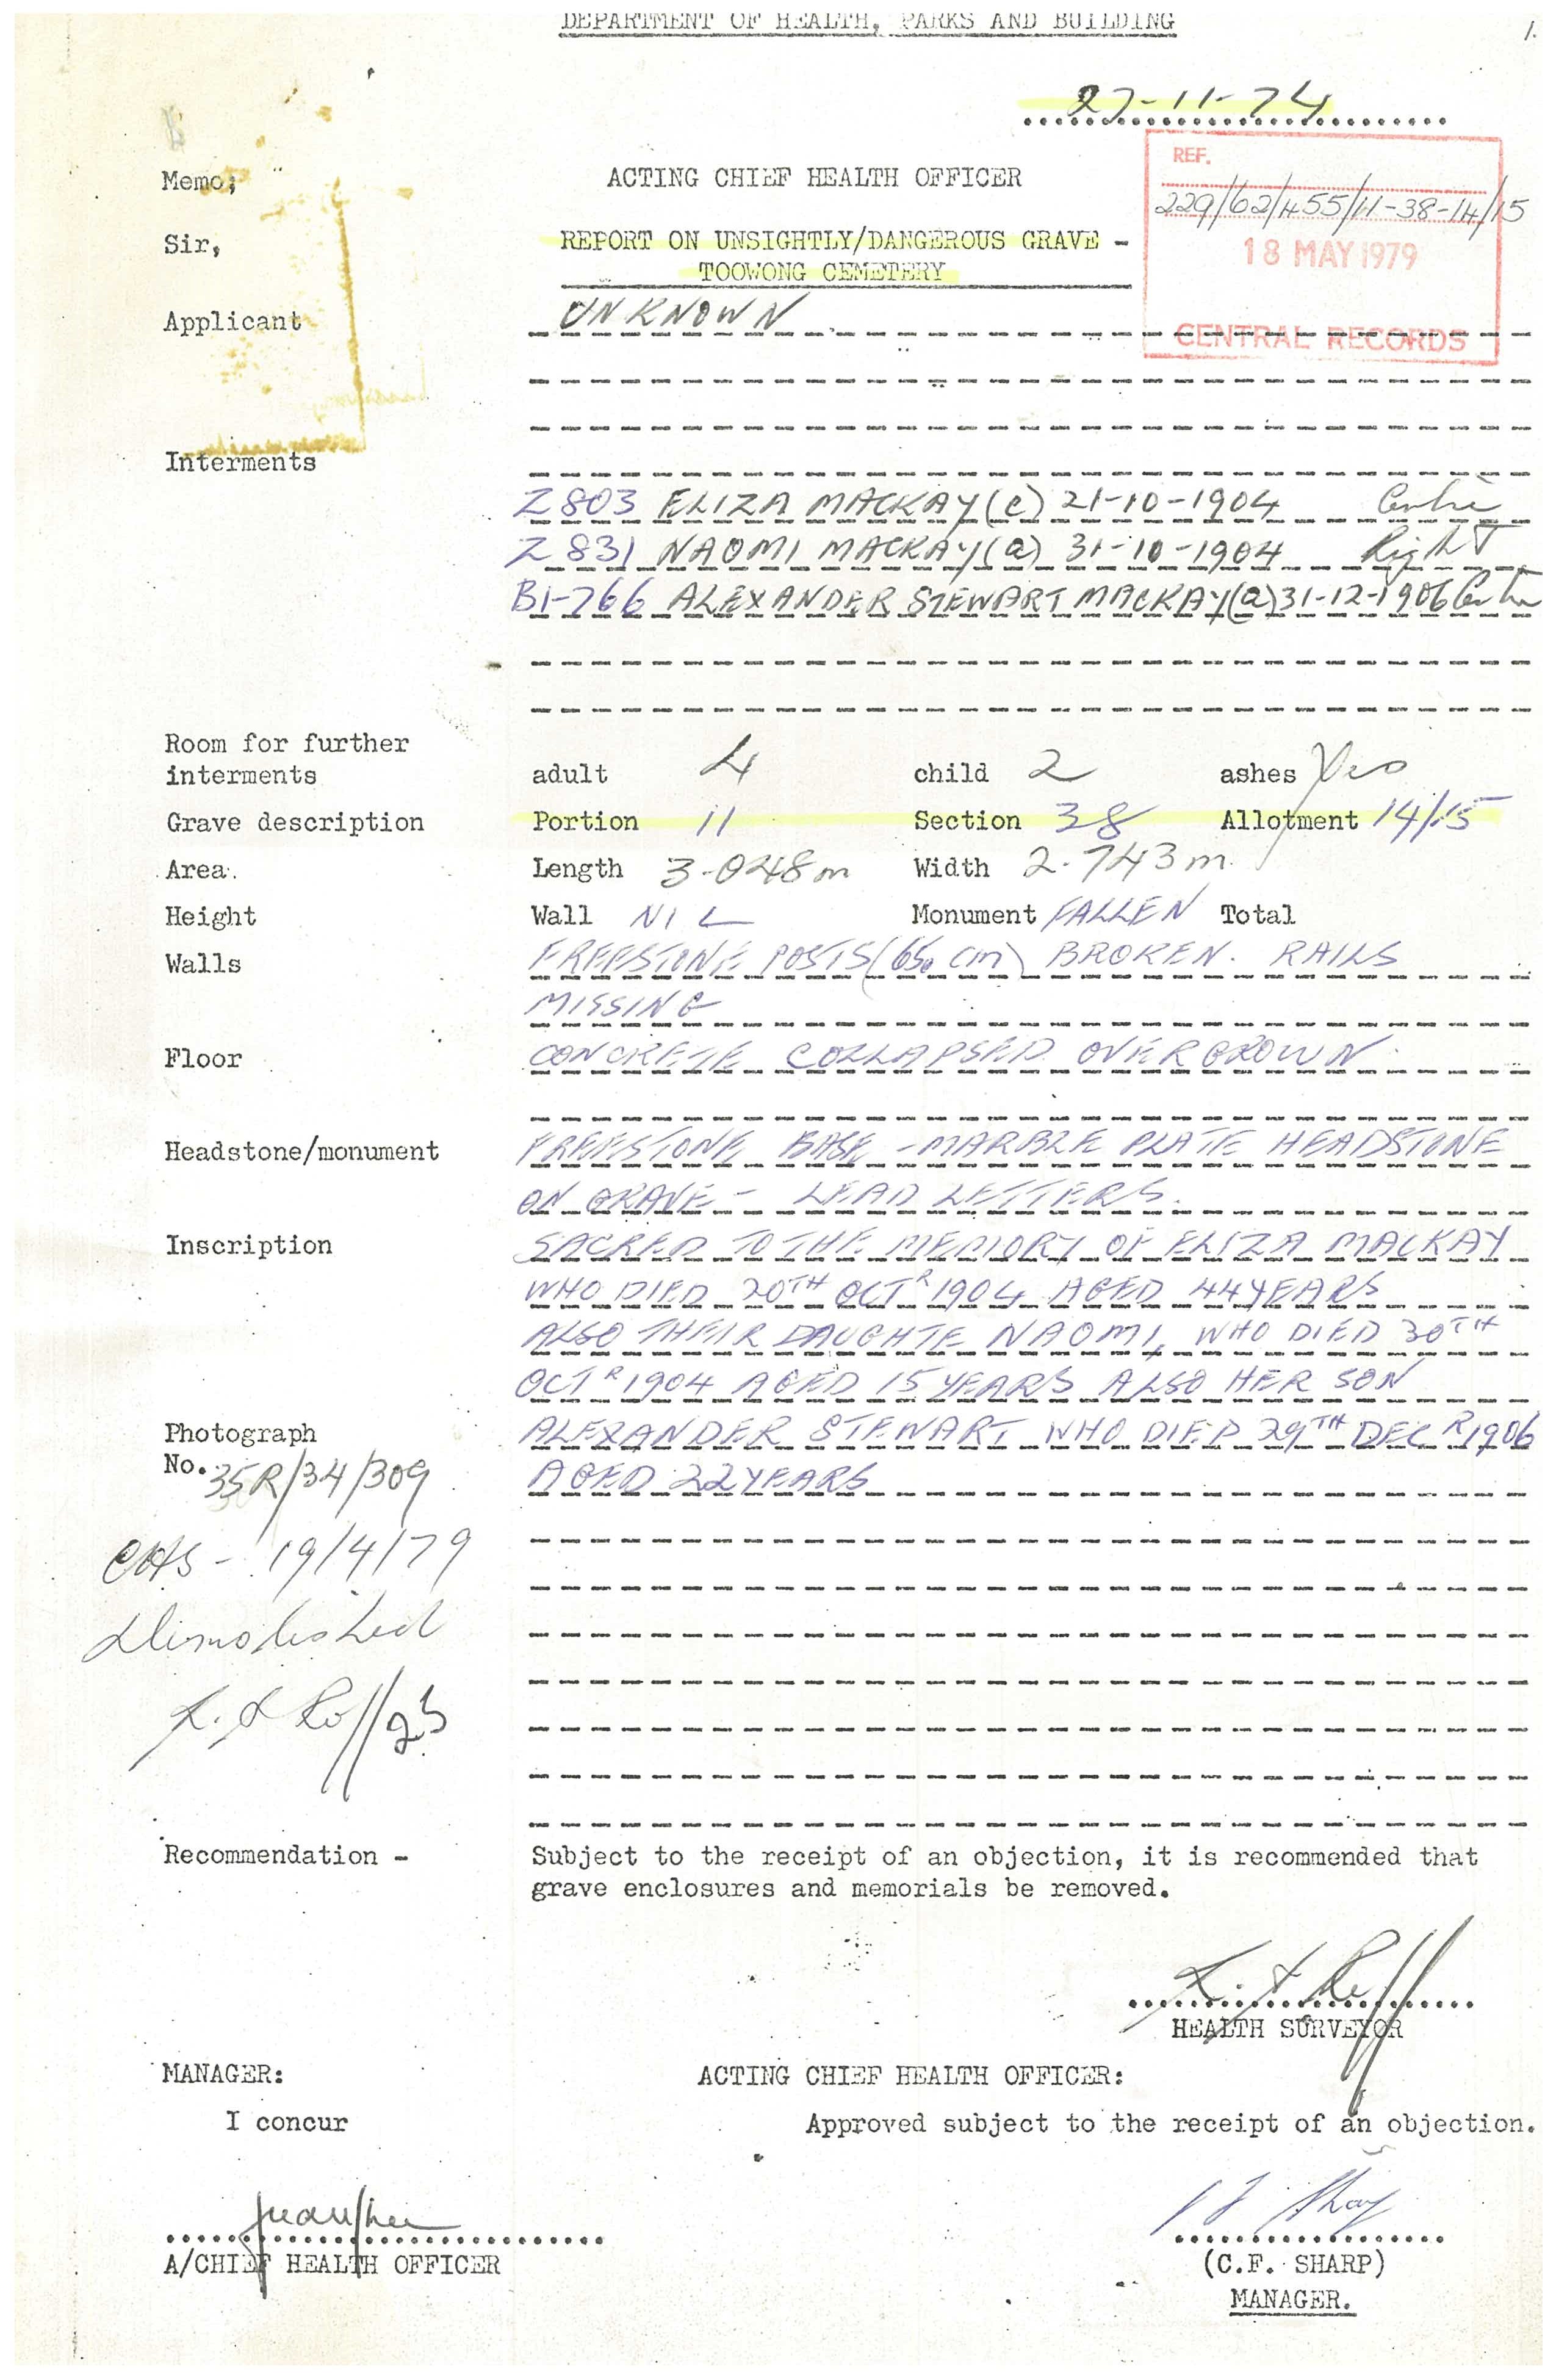 DEPARTMENT OF HEALTH, PARKS AND BUILDING
1.
27-11-74
Memo;
ACTING CHIEF HEALTH OFFICER
REF.
229/62/455/11-38-14/15
18 MAY 1979
CENTRAL RECORDS
Sir,
REPORT ON UNSIGHTLY/DANGEROUS GRAVE -
TOOWONG CEMETERY
Applicant UNKNOWN
Interments
Z803 ELIZA MACKAY (c) 21-10-1904 Centre
Z831 NAOMI MACKAY (a) 31-10-1904 Right
B1-766 ALEXANDER STEWART MACKAY (a) 31-12-1906 Centre
Room for further
interments adult 4 child 2 ashes Yes
Grave description Portion 11 Section 38 Allotment 14/15
Area. Length 3.048m Width 2.743m.
Height Wall NIL Monument FALLEN Total
Walls FREESTONE POSTS (65. cm) BROKEN. RAILS
MISSING
Floor CONCRETE COLLAPSED OVERGROWN.
Headstone/monument FREESTONE BASE - MARBLE PLATE HEADSTONE
ON GRAVE - LEAD LETTERS.
Inscription SACRED TO THE MEMORY OF ELIZA MACKAY
WHO DIED 20TH OCTR 1904 AGED 44 YEARS
ALSO THEIR DAUGHTE NAOMI, WHO DIED 30TH
OCTR 1904 AGED 15 YEARS ALSO HER SON
Photograph ALEXANDER STEWART WHO DIED 29TH DECR 1906
No. 35R/34/309 AGED 22 YEARS
19/4/79
demolished
Recommendation - Subject to the receipt of an objection, it is recommended that
grave enclosures and memorials be removed.
HEALTH SURVEYOR
MANAGER: ACTING CHIEF HEALTH OFFICER:
I concur Approved subject to the receipt of an objection.
A/CHIEF HEALTH OFFICER (C.F. SHARP)
MANAGER.